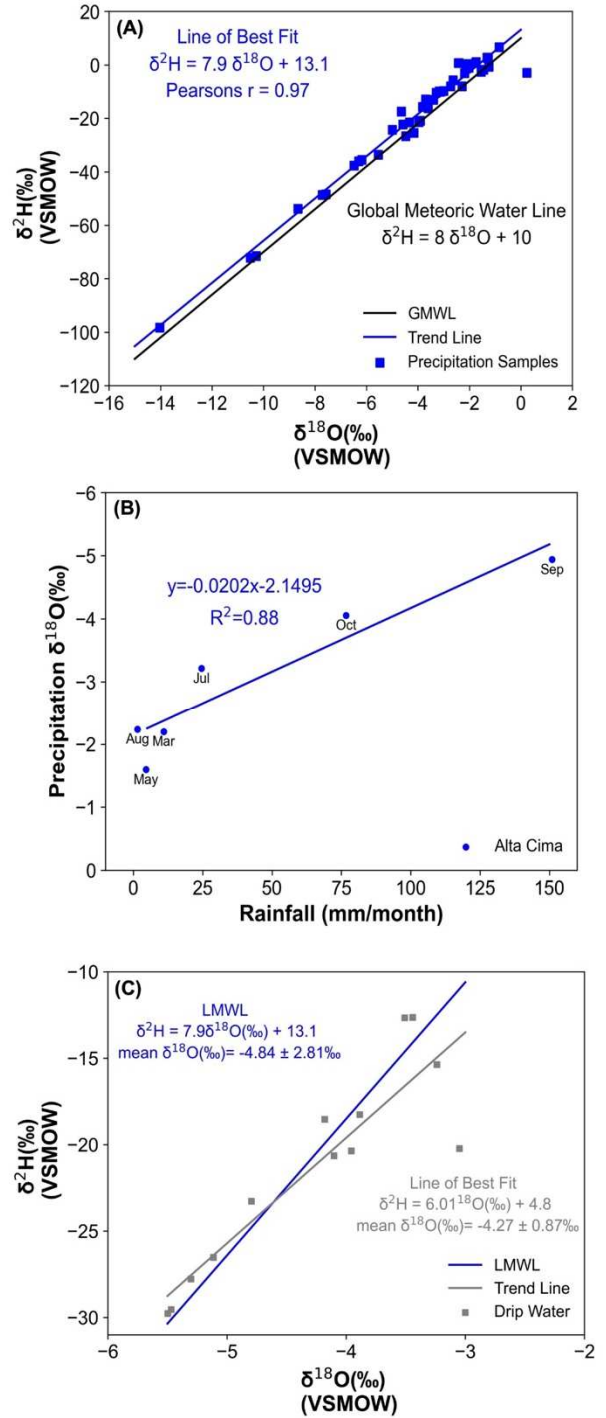 (A)
Line of Best Fit
δ²H = 7.9 δ¹⁸O + 13.1
Pearsons r = 0.97
Global Meteoric Water Line
δ²H = 8 δ¹⁸O + 10
GMWL
Trend Line
Precipitation Samples
20
0
−20
−40
−60
−80
−100
−120
δ²H(‰)
(VSMOW)
−16
−14
−12
−10
−8
−6
−4
−2
0
2
δ¹⁸O(‰)
(VSMOW)
(B)
y=-0.0202x-2.1495
R²=0.88
Sep
Oct
Jul
Aug
Mar
May
Alta Cima
−6
−5
−4
−3
−2
−1
0
Precipitation δ¹⁸O(‰)
0
25
50
75
100
125
150
Rainfall (mm/month)
(C)
LMWL
δ²H = 7.9δ¹⁸O(‰) + 13.1
mean δ¹⁸O(‰)= -4.84 ± 2.81‰
Line of Best Fit
δ²H = 6.01¹⁸O(‰) + 4.8
mean δ¹⁸O(‰)= -4.27 ± 0.87‰
LMWL
Trend Line
Drip Water
−10
−15
−20
−25
−30
δ²H(‰)
(VSMOW)
−6
−5
−4
−3
−2
δ¹⁸O(‰)
(VSMOW)